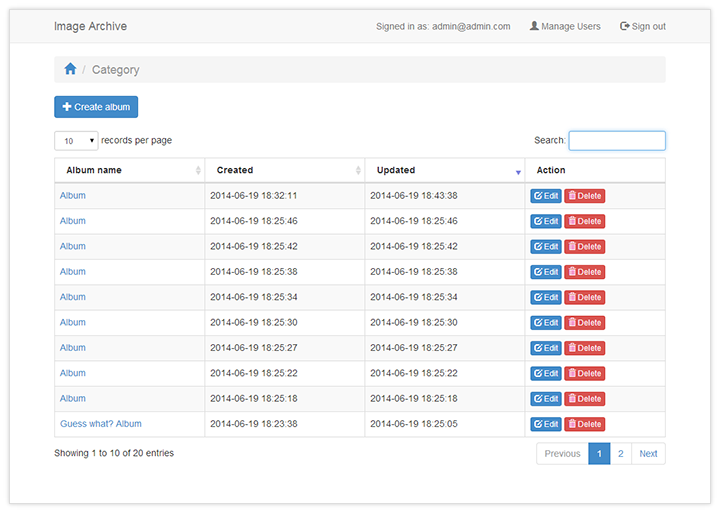 Image Archive Signed in as: admin@admin.com Manage Users Sign out
/ Category
Create album
10 records per page Search:
Album name Created Updated Action
Album 2014-06-19 18:32:11 2014-06-19 18:43:38 Edit Delete
Album 2014-06-19 18:25:46 2014-06-19 18:25:46 Edit Delete
Album 2014-06-19 18:25:42 2014-06-19 18:25:42 Edit Delete
Album 2014-06-19 18:25:38 2014-06-19 18:25:38 Edit Delete
Album 2014-06-19 18:25:34 2014-06-19 18:25:34 Edit Delete
Album 2014-06-19 18:25:30 2014-06-19 18:25:30 Edit Delete
Album 2014-06-19 18:25:27 2014-06-19 18:25:27 Edit Delete
Album 2014-06-19 18:25:22 2014-06-19 18:25:22 Edit Delete
Album 2014-06-19 18:25:18 2014-06-19 18:25:18 Edit Delete
Guess what? Album 2014-06-19 18:23:38 2014-06-19 18:25:05 Edit Delete
Showing 1 to 10 of 20 entries Previous 1 2 Next